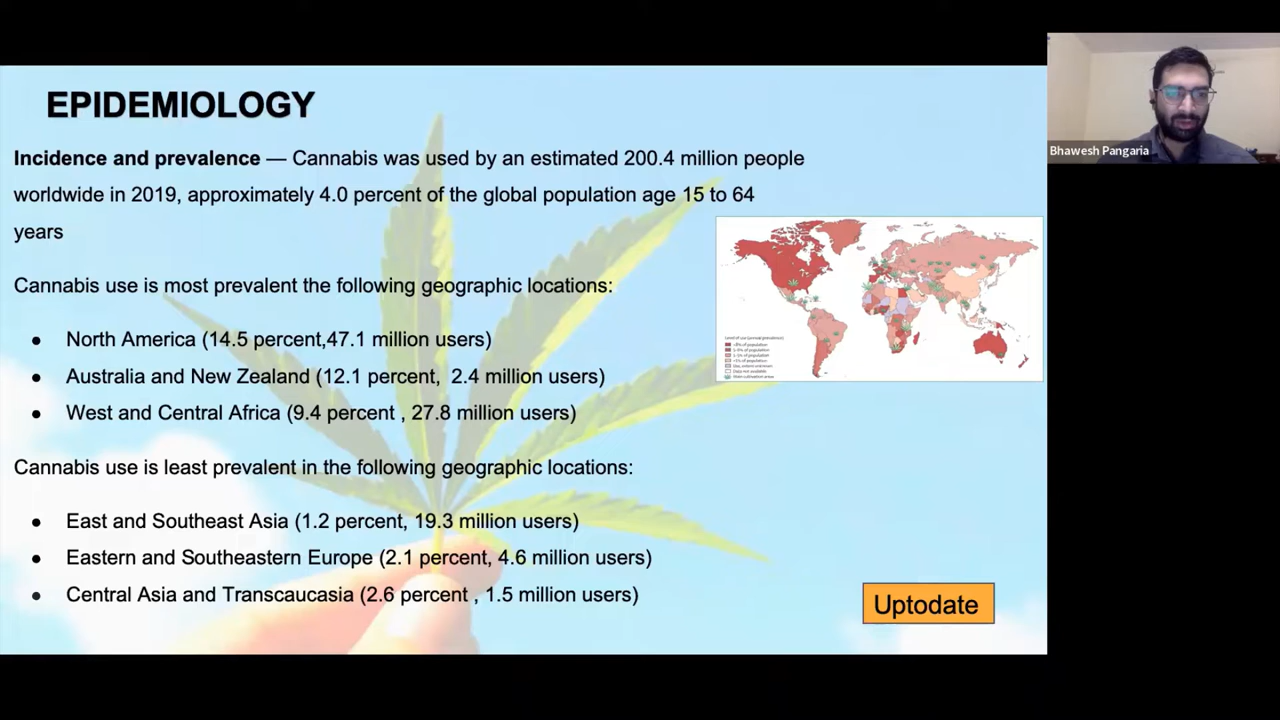 EPIDEMIOLOGY
Incidence and prevalence — Cannabis was used by an estimated 200.4 million people
worldwide in 2019, approximately 4.0 percent of the global population age 15 to 64
years
Cannabis use is most prevalent the following geographic locations:
● North America (14.5 percent,47.1 million users)
● Australia and New Zealand (12.1 percent, 2.4 million users)
● West and Central Africa (9.4 percent , 27.8 million users)
Cannabis use is least prevalent in the following geographic locations:
● East and Southeast Asia (1.2 percent, 19.3 million users)
● Eastern and Southeastern Europe (2.1 percent, 4.6 million users)
● Central Asia and Transcaucasia (2.6 percent , 1.5 million users)
Uptodate
Bhawesh Pangaria